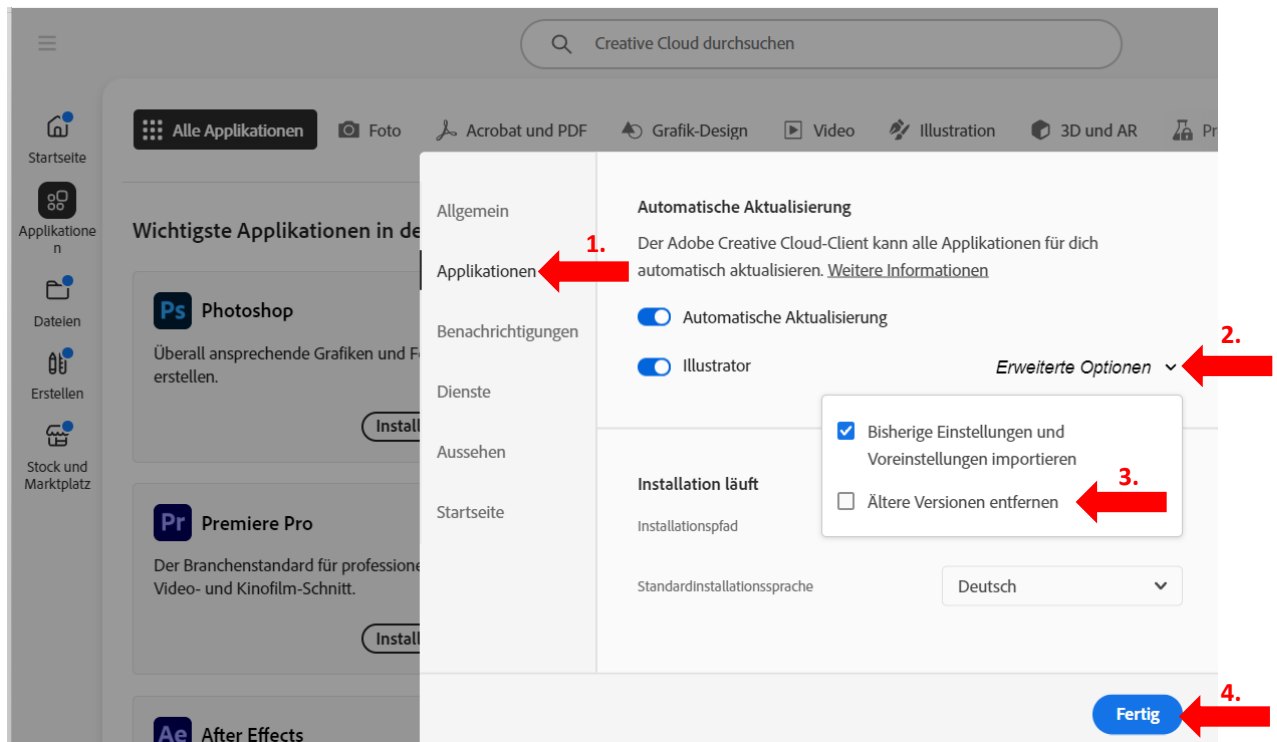 Creative Cloud durchsuchen
Startseite
Applikatione
n
Dateien
Erstellen
Stock und
Marktplatz
Alle Applikationen
Foto
Acrobat und PDF
Grafik-Design
Video
Illustration
3D und AR
Pr
Wichtigste Applikationen in de
Ps Photoshop
Überall ansprechende Grafiken und F
erstellen.
Install
Pr Premiere Pro
Der Branchenstandard für professione
Video- und Kinofilm-Schnitt.
Install
Ae After Effects
Allgemein
1.
Applikationen
Benachrichtigungen
Dienste
Aussehen
Startseite
Automatische Aktualisierung
Der Adobe Creative Cloud-Client kann alle Applikationen für dich
automatisch aktualisieren. Weitere Informationen
Automatische Aktualisierung
2.
Illustrator
Erweiterte Optionen
Bisherige Einstellungen und
Voreinstellungen importieren
3.
Ältere Versionen entfernen
Installation läuft
Installationspfad
Standardinstallationssprache
Deutsch
4.
Fertig